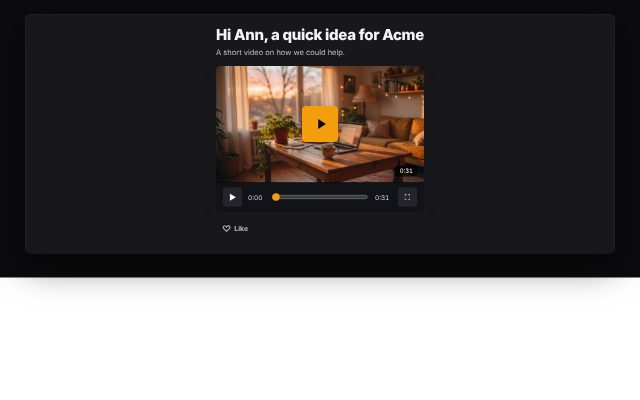 Hi Ann, a quick idea for Acme
A short video on how we could help.
0:31
0:00
0:31
Like